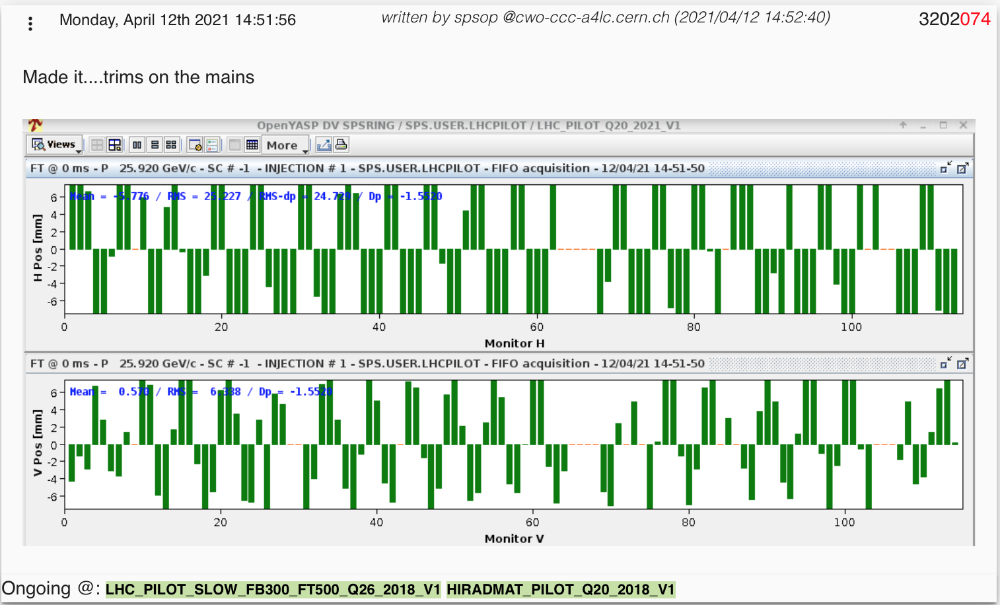 Monday, April 12th 2021 14:51:56 written by spsop @cwo-ccc-a4lc.cern.ch (2021/04/12 14:52:40) 3202074
Made it....trims on the mains
OpenYASP DV SPSRING / SPS.USER.LHCPILOT / LHC_PILOT_Q20_2021_V1
Views More
FT @ 0 ms - P 25.920 GeV/c - SC # -1 - INJECTION # 1 - SPS.USER.LHCPILOT - FIFO acquisition - 12/04/21 14-51-50
Mean = -5.776 / RMS = 25.227 / RMS-dp = 24.729 / Dp = -1.5520
H Pos [mm]
6
4
2
0
-2
-4
-6
0 20 40 60 80 100
Monitor H
FT @ 0 ms - P 25.920 GeV/c - SC # -1 - INJECTION # 1 - SPS.USER.LHCPILOT - FIFO acquisition - 12/04/21 14-51-50
Mean = 0.570 / RMS = 6.338 / Dp = -1.5520
V Pos [mm]
6
4
2
0
-2
-4
-6
0 20 40 60 80 100
Monitor V
Ongoing @: LHC_PILOT_SLOW_FB300_FT500_Q26_2018_V1 HIRADMAT_PILOT_Q20_2018_V1